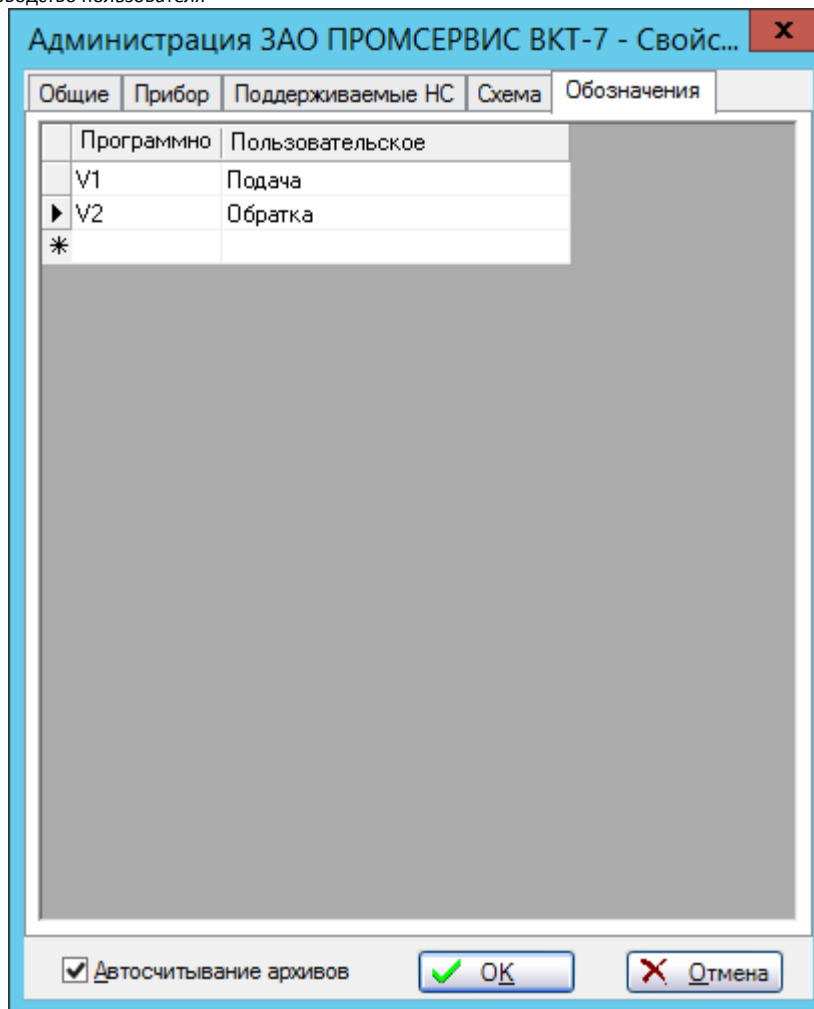 Администрация ЗАО ПРОМСЕРВИС ВКТ-7 - Свойс... x
Общие Прибор Поддерживаемые НС Схема Обозначения
Программно Пользовательское
V1 Подача
V2 Обратка
Автосчитывание архивов OK Отмена